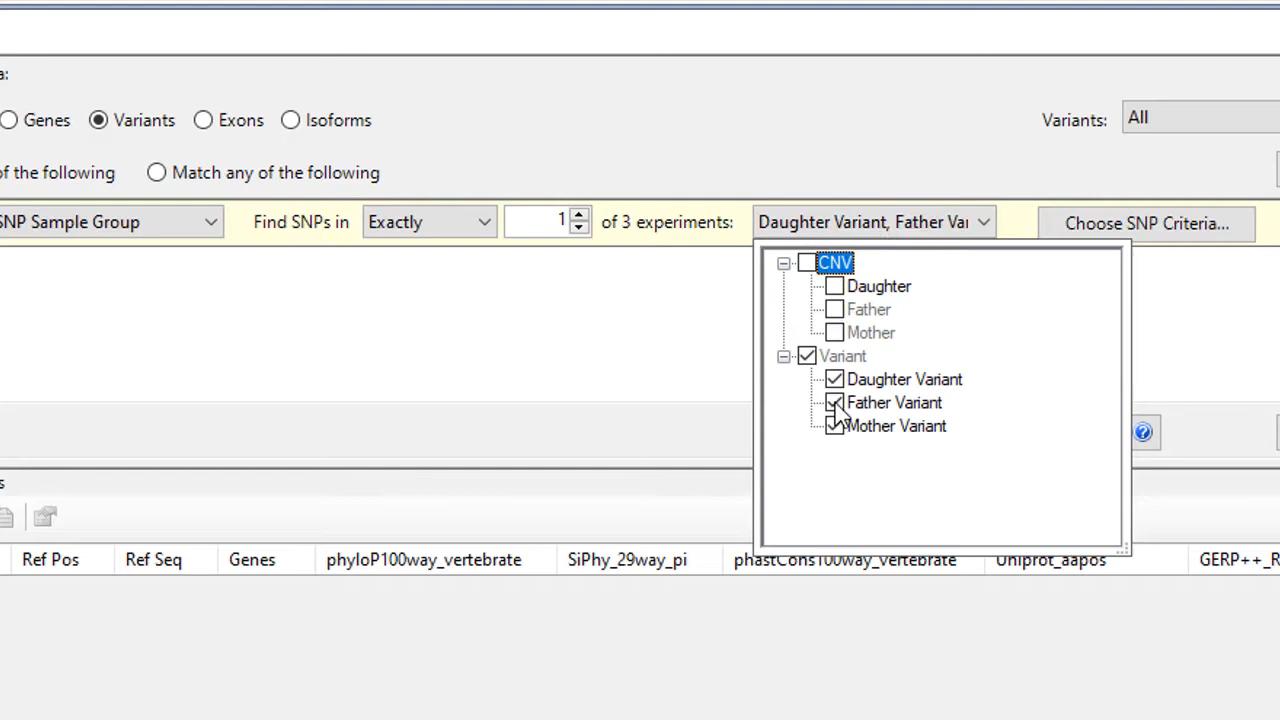 a:
Genes Variants Exons Isoforms Variants: All
of the following Match any of the following
SNP Sample Group Find SNPs in Exactly 1 of 3 experiments: Daughter Variant, Father Var Choose SNP Criteria...
CNV
Daughter
Father
Mother
Variant
Daughter Variant
Father Variant
Mother Variant
?
s
Ref Pos Ref Seq Genes phyloP100way_vertebrate SiPhy_29way_pi phastCons100way_vertebrate Uniprot_aapos GERP++_R